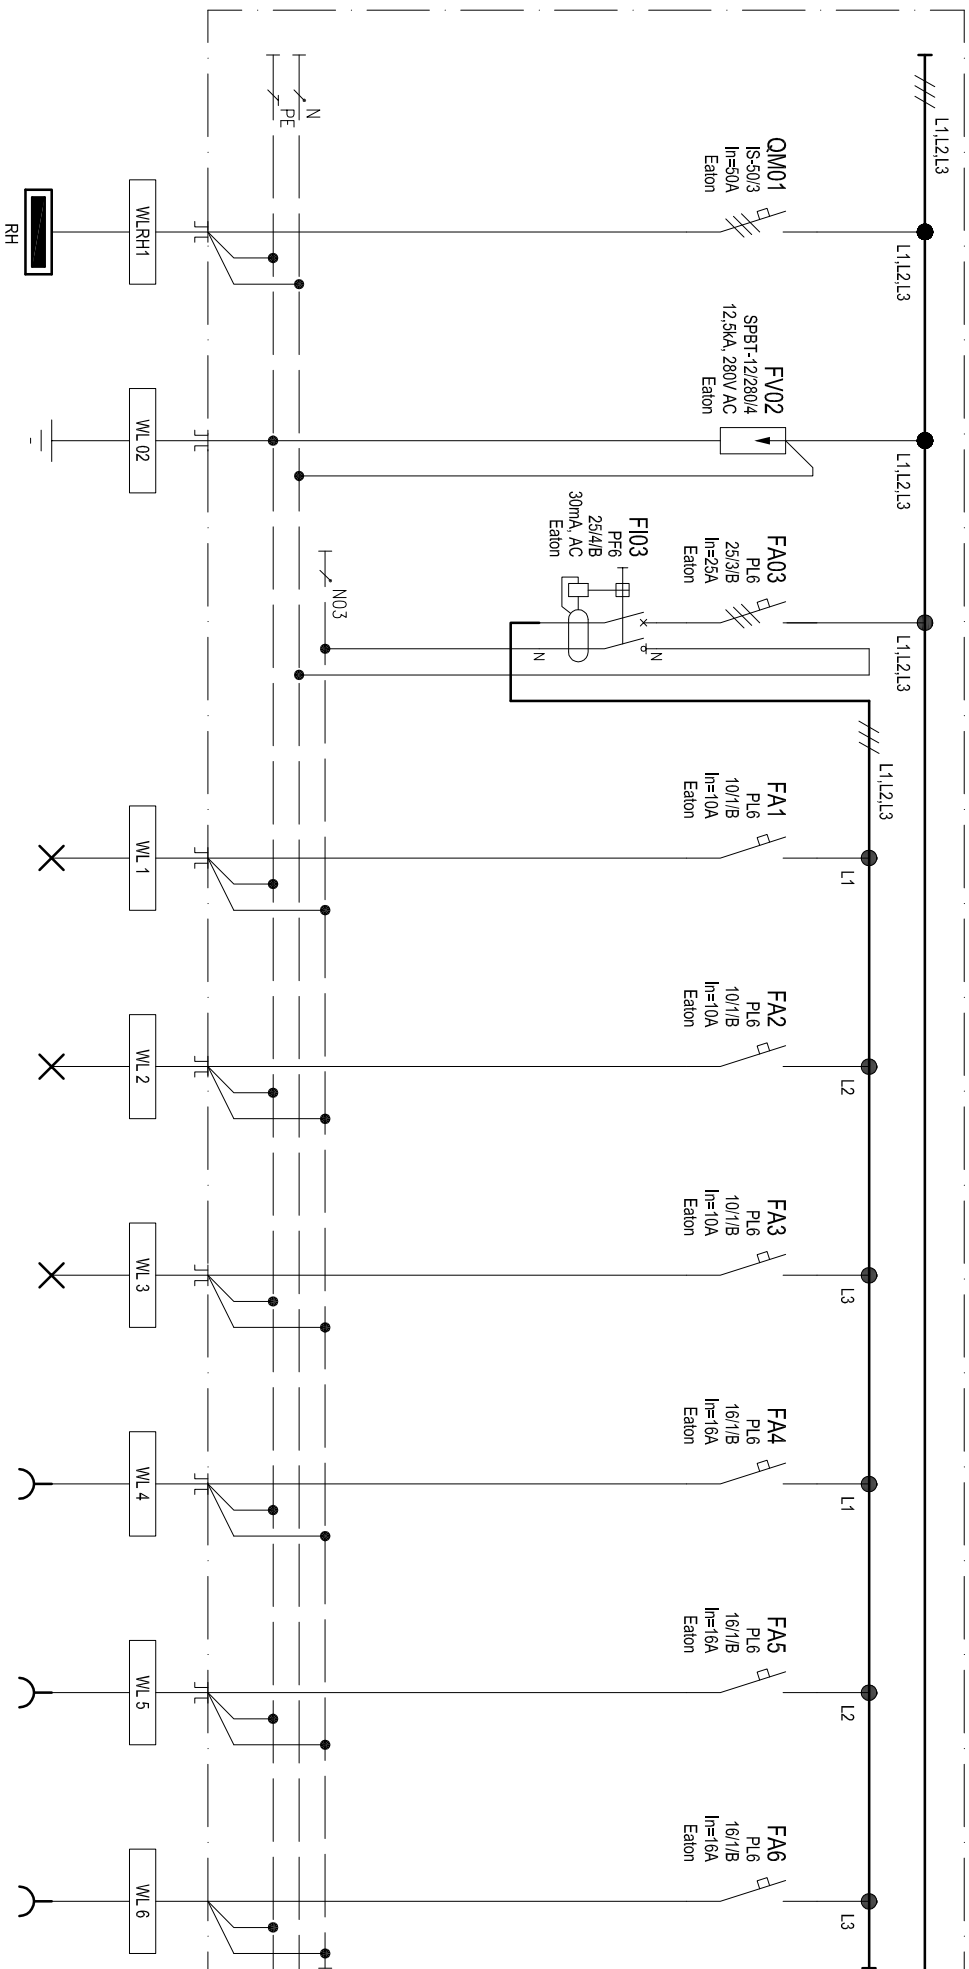 L1,L2,L3
N
PE
QM01
IS-50/3
In=50A
Eaton
L1,L2,L3
WLRH1
RH
FV02
SPBT-12/280/4
12,5kA, 280V AC
Eaton
L1,L2,L3
WL 02
FA03
PL6
25/3/B
In=25A
Eaton
L1,L2,L3
FI03
PF6
25/4/B
30mA, AC
Eaton
N
N
N03
L1,L2,L3
FA1
PL6
10/1/B
In=10A
Eaton
L1
WL 1
FA2
PL6
10/1/B
In=10A
Eaton
L2
WL 2
FA3
PL6
10/1/B
In=10A
Eaton
L3
WL 3
FA4
PL6
16/1/B
In=16A
Eaton
L1
WL 4
FA5
PL6
16/1/B
In=16A
Eaton
L2
WL 5
FA6
PL6
16/1/B
In=16A
Eaton
L3
WL 6